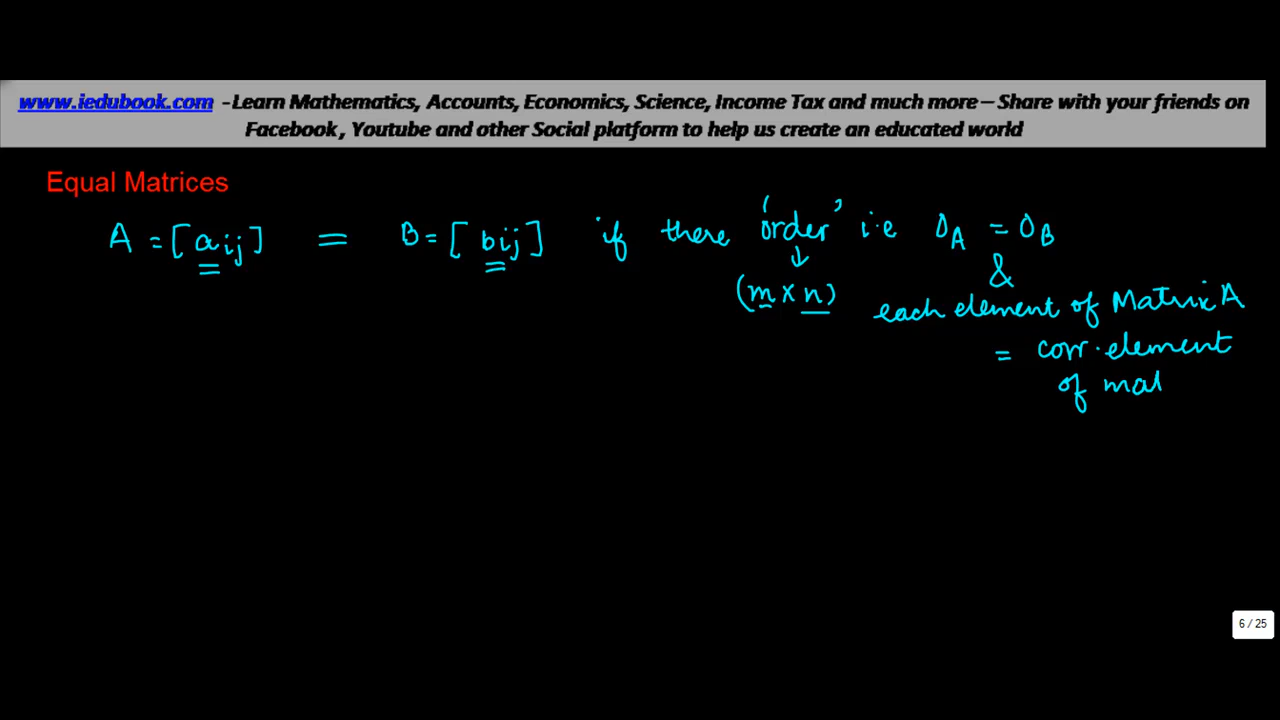 www.iedubook.com - Learn Mathematics, Accounts, Economics, Science, Income Tax and much more – Share with your friends on
Facebook, Youtube and other Social platform to help us create an educated world
Equal Matrices
A = [aij] = B = [bij] if there 'order' i.e OA = OB
↓ &
(m x n) each element of Matrix A
= corr. element
of mat
6 / 25